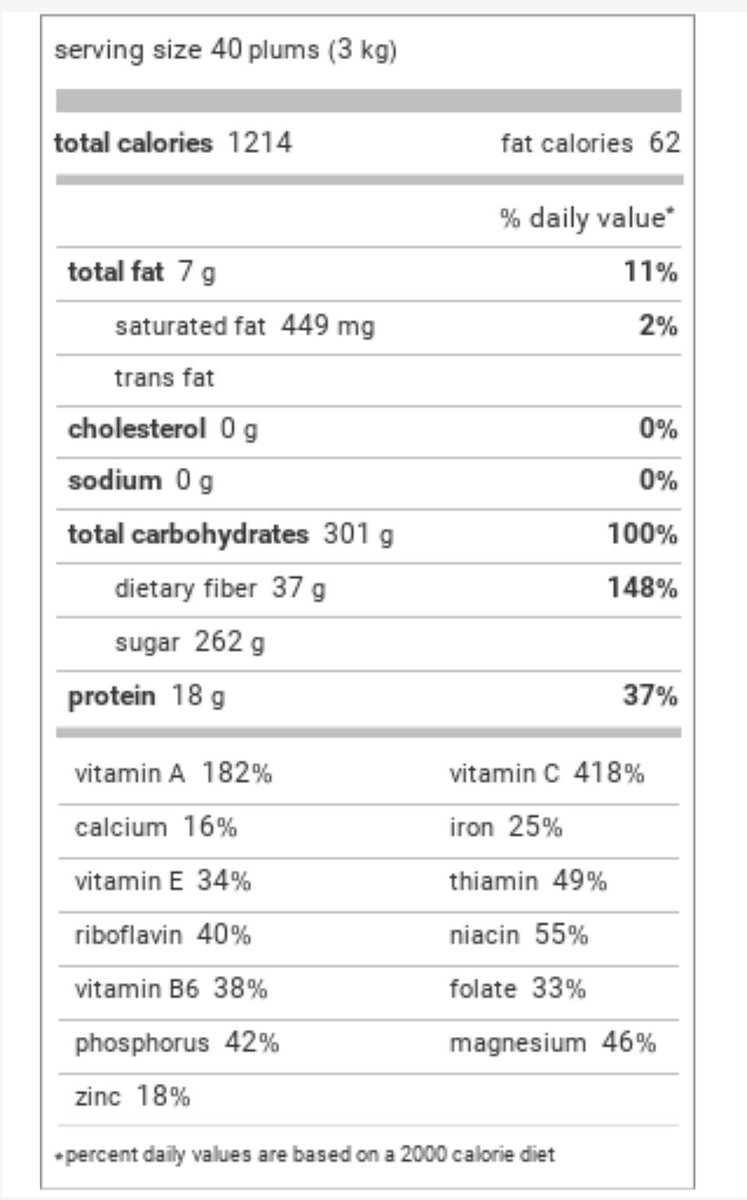 serving size 40 plums (3 kg)
total calories 1214 fat calories 62
% daily value*
total fat 7 g 11%
saturated fat 449 mg 2%
trans fat
cholesterol 0 g 0%
sodium 0 g 0%
total carbohydrates 301 g 100%
dietary fiber 37 g 148%
sugar 262 g
protein 18 g 37%
vitamin A 182% vitamin C 418%
calcium 16% iron 25%
vitamin E 34% thiamin 49%
riboflavin 40% niacin 55%
vitamin B6 38% folate 33%
phosphorus 42% magnesium 46%
zinc 18%
*percent daily values are based on a 2000 calorie diet